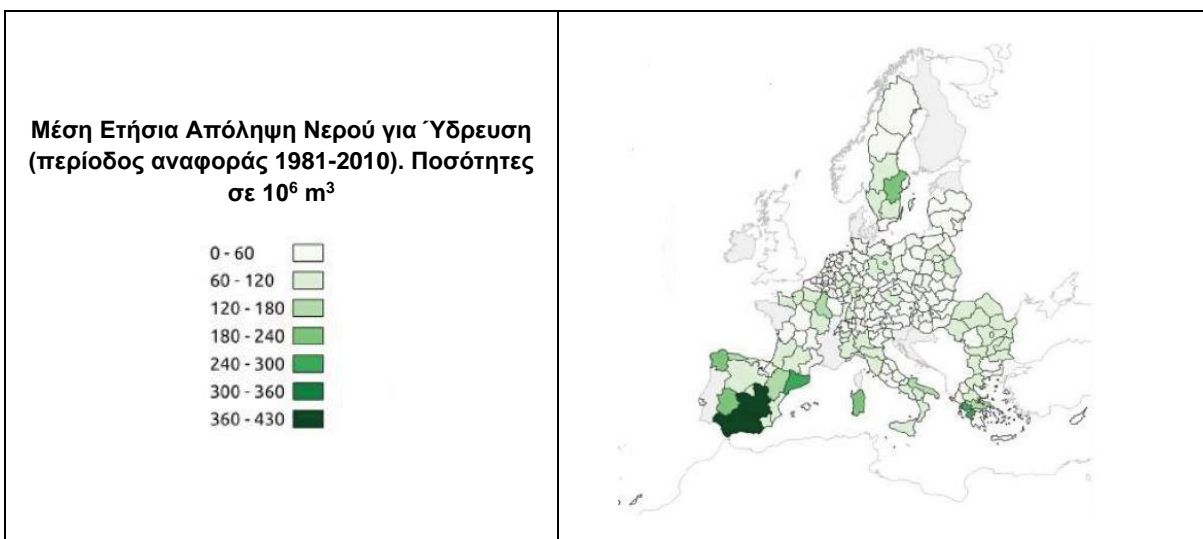 Μέση Ετήσια Απόληψη Νερού για Ύδρευση
(περίοδος αναφοράς 1981-2010). Ποσότητες
σε 10⁶ m³
0 - 60
60 - 120
120 - 180
180 - 240
240 - 300
300 - 360
360 - 430